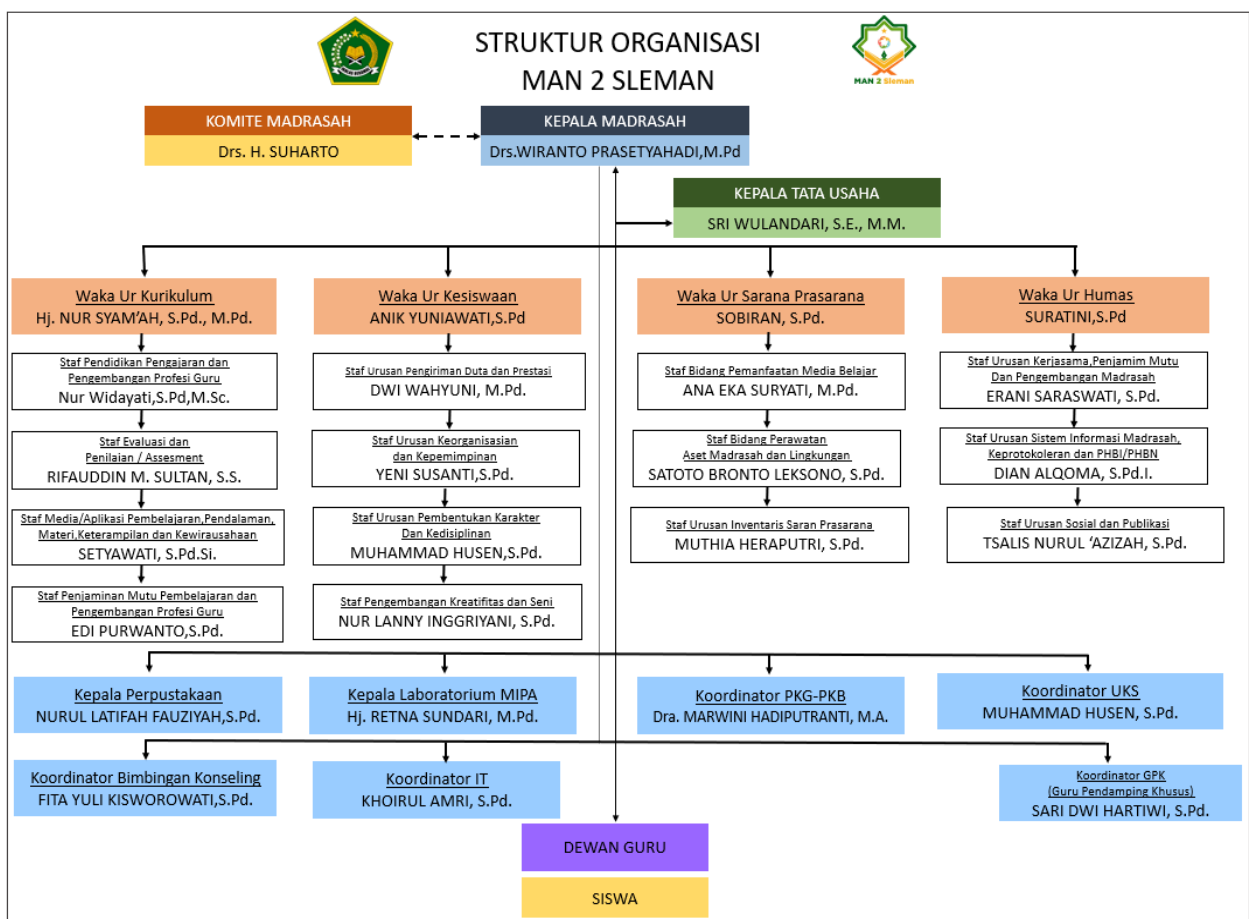 STRUKTUR ORGANISASI
MAN 2 SLEMAN
MAN 2 Sleman
KOMITE MADRASAH
Drs. H. SUHARTO
KEPALA MADRASAH
Drs.WIRANTO PRASETYAHADI,M.Pd
KEPALA TATA USAHA
SRI WULANDARI, S.E., M.M.
Waka Ur Kurikulum
Hj. NUR SYAM’AH, S.Pd., M.Pd.
Waka Ur Kesiswaan
ANIK YUNIAWATI,S.Pd
Waka Ur Sarana Prasarana
SOBIRAN, S.Pd.
Waka Ur Humas
SURATINI,S.Pd
Staf Pendidikan Pengajaran dan
Pengembangan Profesi Guru
Nur Widayati,S.Pd,M.Sc.
Staf Urusan Pengiriman Duta dan Prestasi
DWI WAHYUNI, M.Pd.
Staf Bidang Pemanfaatan Media Belajar
ANA EKA SURYATI, M.Pd.
Staf Urusan Kerjasama,Penjamim Mutu
Dan Pengembangan Madrasah
ERANI SARASWATI, S.Pd.
Staf Evaluasi dan
Penilaian / Assesment
RIFAUDDIN M. SULTAN, S.S.
Staf Urusan Keorganisasian
dan Kepemimpinan
YENI SUSANTI,S.Pd.
Staf Bidang Perawatan
Aset Madrasah dan Lingkungan
SATOTO BRONTO LEKSONO, S.Pd.
Staf Urusan Sistem Informasi Madrasah,
Keprotokoleran dan PHBI/PHBN
DIAN ALQOMA, S.Pd.I.
Staf Media/Aplikasi Pembelajaran,Pendalaman,
Materi,Keterampilan dan Kewirausahaan
SETYAWATI, S.Pd.Si.
Staf Urusan Pembentukan Karakter
Dan Kedisiplinan
MUHAMMAD HUSEN,S.Pd.
Staf Urusan Inventaris Saran Prasarana
MUTHIA HERAPUTRI, S.Pd.
Staf Urusan Sosial dan Publikasi
TSALIS NURUL ‘AZIZAH, S.Pd.
Staf Penjaminan Mutu Pembelajaran dan
Pengembangan Profesi Guru
EDI PURWANTO,S.Pd.
Staf Pengembangan Kreatifitas dan Seni
NUR LANNY INGGRIYANI, S.Pd.
Kepala Perpustakaan
NURUL LATIFAH FAUZIYAH,S.Pd.
Kepala Laboratorium MIPA
Hj. RETNA SUNDARI, M.Pd.
Koordinator PKG-PKB
Dra. MARWINI HADIPUTRANTI, M.A.
Koordinator UKS
MUHAMMAD HUSEN, S.Pd.
Koordinator Bimbingan Konseling
FITA YULI KISWOROWATI,S.Pd.
Koordinator IT
KHOIRUL AMRI, S.Pd.
Koordinator GPK
(Guru Pendamping Khusus)
SARI DWI HARTIWI, S.Pd.
DEWAN GURU
SISWA